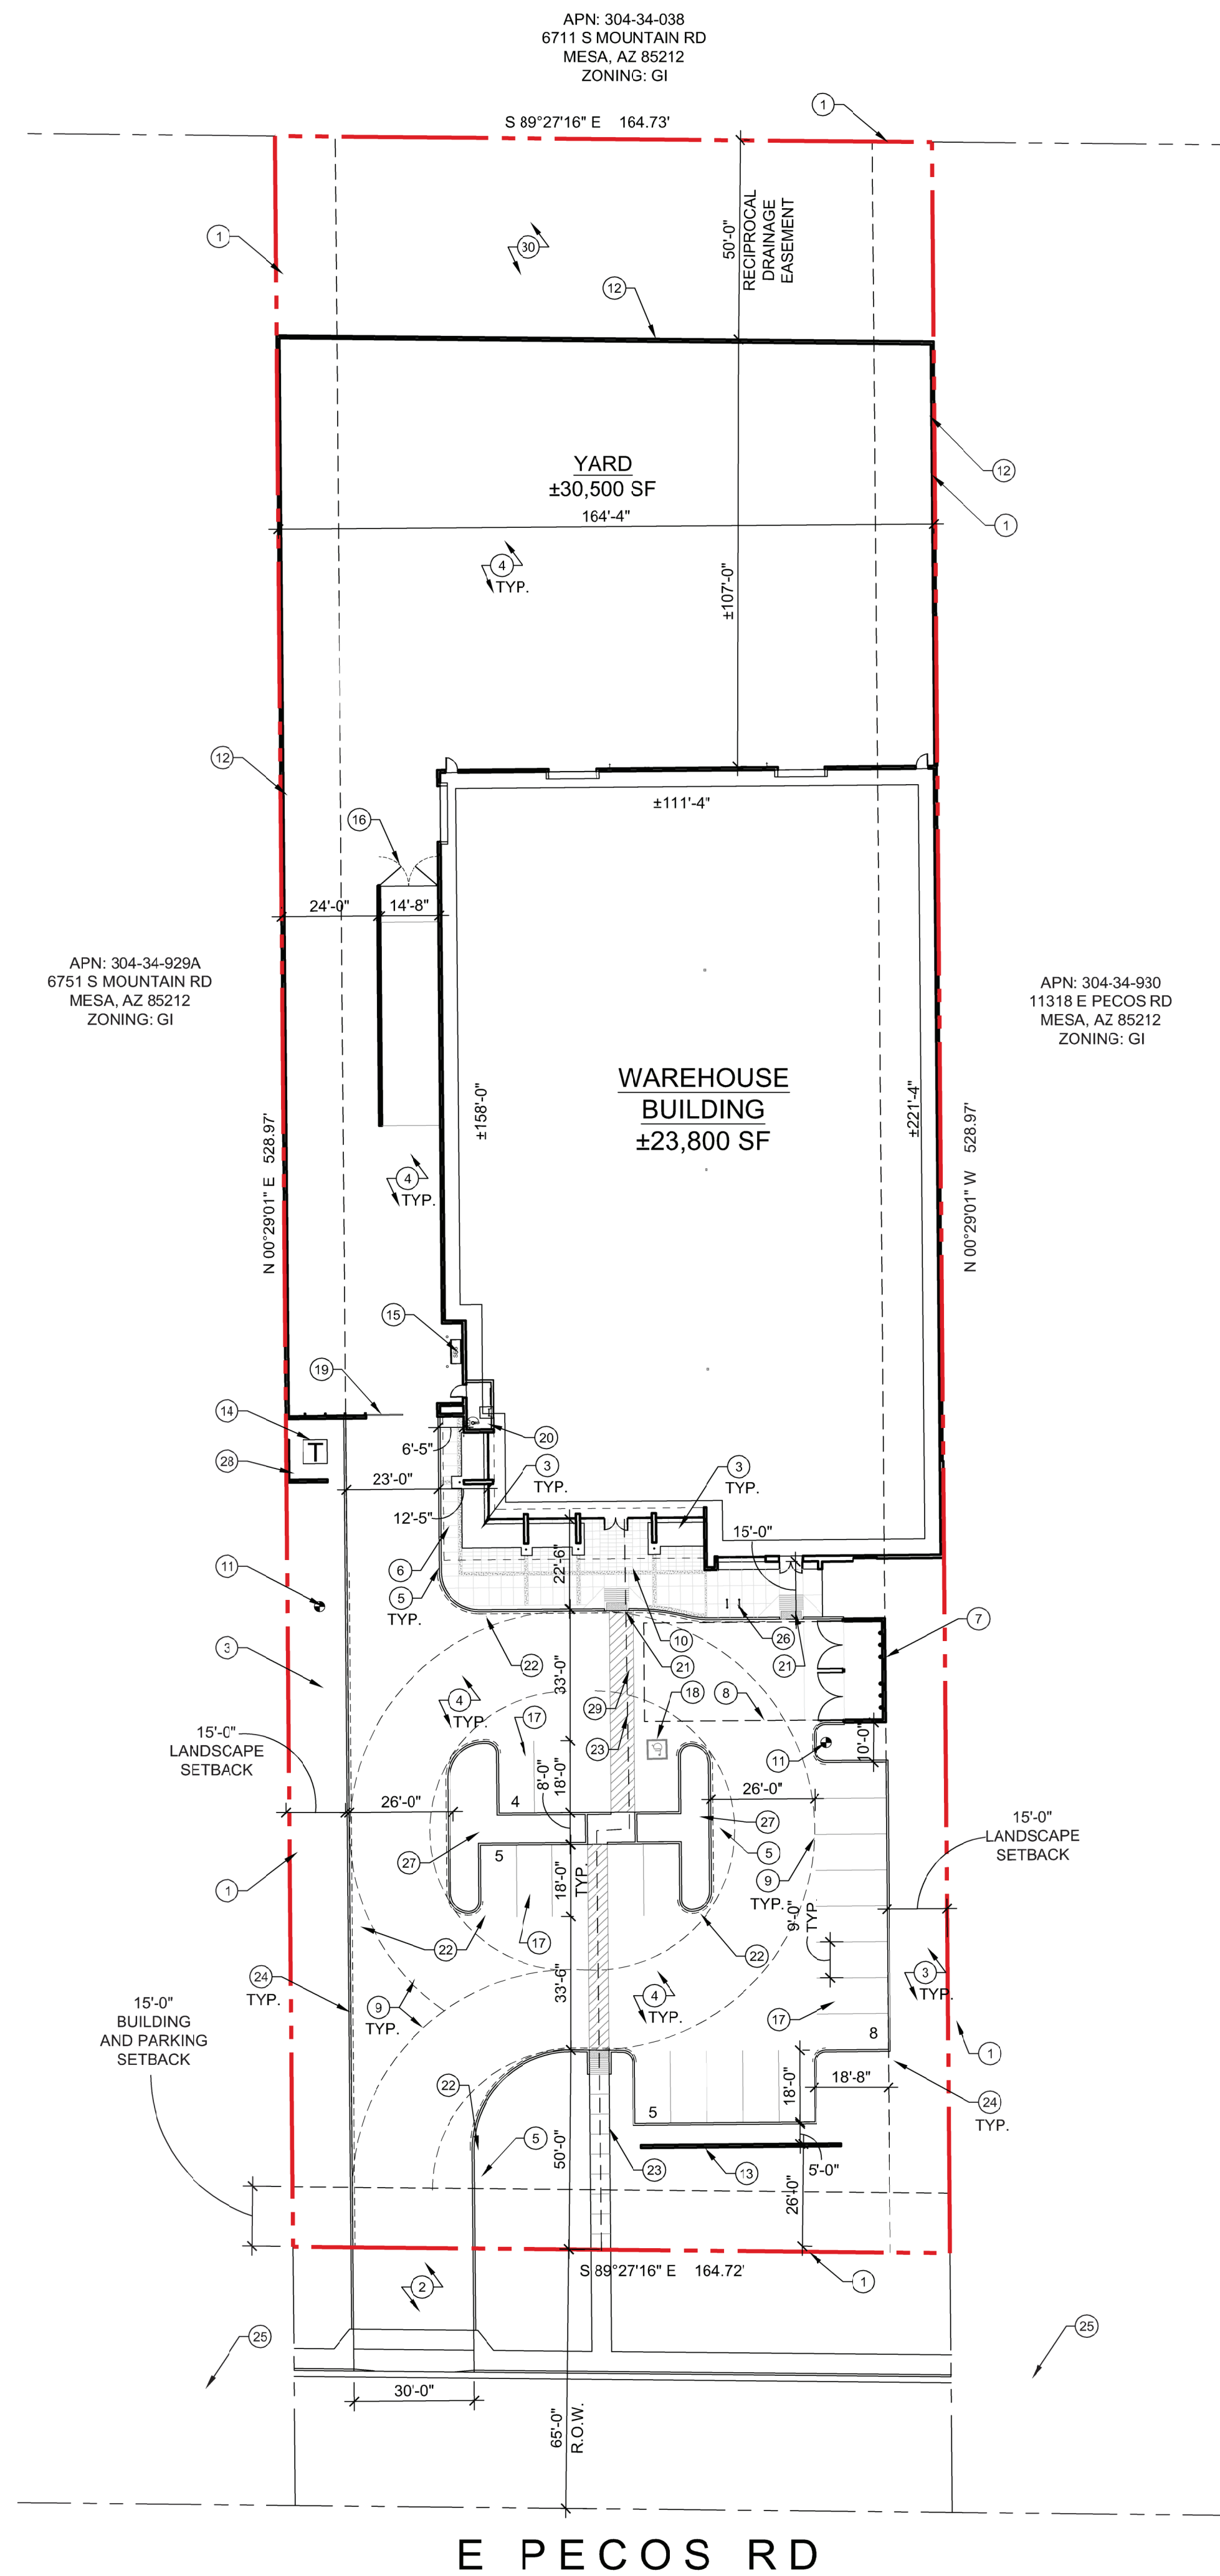 APN: 304-34-038
6711 S MOUNTAIN RD
MESA, AZ 85212
ZONING: GI
1
S 89°27'16" E 164.73'
1
30
50'-0"
RECIPROCAL
DRAINAGE
EASEMENT
12
YARD
±30,500 SF
164'-4"
12
1
4
TYP.
±107'-0"
12
±111'-4"
16
24'-0"
14'-8"
APN: 304-34-929A
6751 S MOUNTAIN RD
MESA, AZ 85212
ZONING: GI
APN: 304-34-930
11318 E PECOS RD
MESA, AZ 85212
ZONING: GI
WAREHOUSE
BUILDING
±23,800 SF
±158'-0"
±221'-4"
N 00°29'01" E 528.97'
N 00°29'01" W 528.97'
4
TYP.
15
19
14
T
28
20
6'-5"
3
TYP.
3
TYP.
23'-0"
12'-5"
15'-0"
6
22'-6"
11
5
TYP.
26
7
10
3
22
21
21
33'-0"
29
18
8
4
TYP.
17
23
11
10'-0"
15'-0"
LANDSCAPE
SETBACK
18'-0"
8'-0"
26'-0"
4
26'-0"
27
15'-0"
LANDSCAPE
SETBACK
5
27
5
18'-0"
TYP.
9
TYP.
1
9'-0"
TYP.
17
22
22
24
TYP.
33'-6"
3
TYP.
4
TYP.
9
TYP.
17
8
15'-0"
BUILDING
AND PARKING
SETBACK
1
22
18'-0"
18'-8"
24
TYP.
5
5
50'-0"
23
13
5'-0"
26'-0"
S 89°27'16" E 164.72'
1
2
25
25
30'-0"
65'-0"
R.O.W.
E PECOS RD